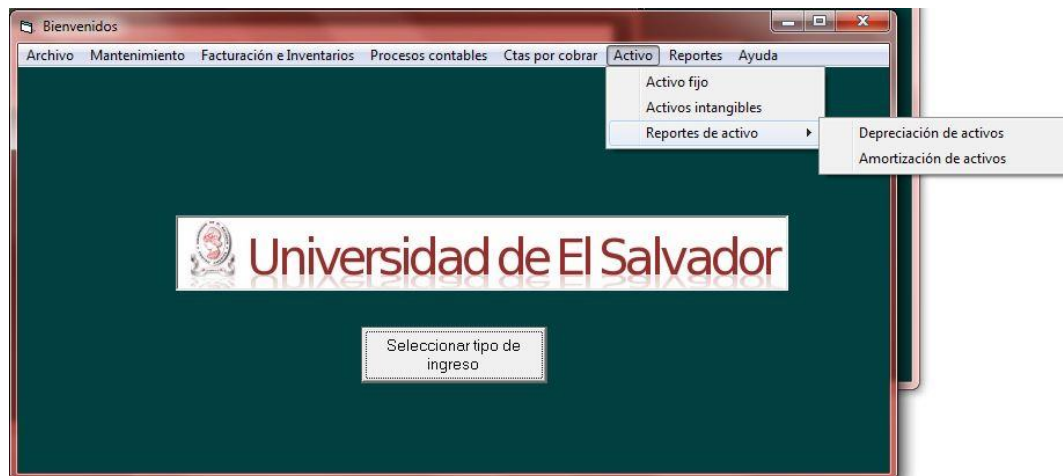 Bienvenidos
Archivo Mantenimiento Facturación e Inventarios Procesos contables Ctas por cobrar Activo Reportes Ayuda
Activo fijo
Activos intangibles
Reportes de activo
Depreciación de activos
Amortización de activos
Universidad de El Salvador
Seleccionar tipo de
ingreso